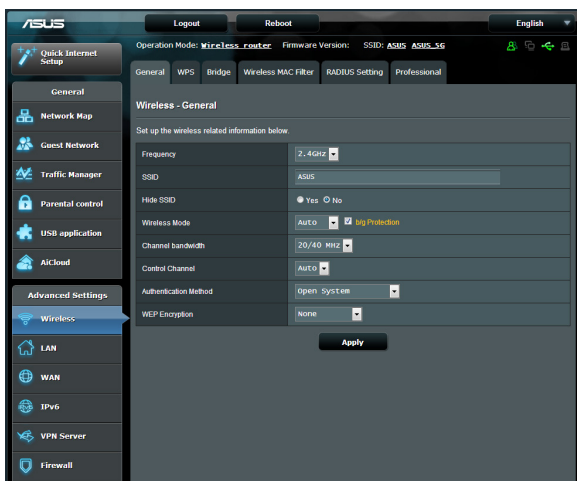 ASUS
Logout
Reboot
English
Quick Internet
Setup
Operation Mode: Wireless router Firmware Version: SSID: ASUS ASUS_5G
General
WPS
Bridge
Wireless MAC Filter
RADIUS Setting
Professional
General
Network Map
Guest Network
Traffic Manager
Parental control
USB application
AiCloud
Advanced Settings
Wireless
LAN
WAN
IPv6
VPN Server
Firewall
Wireless - General
Set up the wireless related information below.
Frequency 2.4GHz
SSID ASUS
Hide SSID Yes No
Wireless Mode Auto b/g Protection
Channel bandwidth 20/40 MHz
Control Channel Auto
Authentication Method Open System
WEP Encryption None
Apply